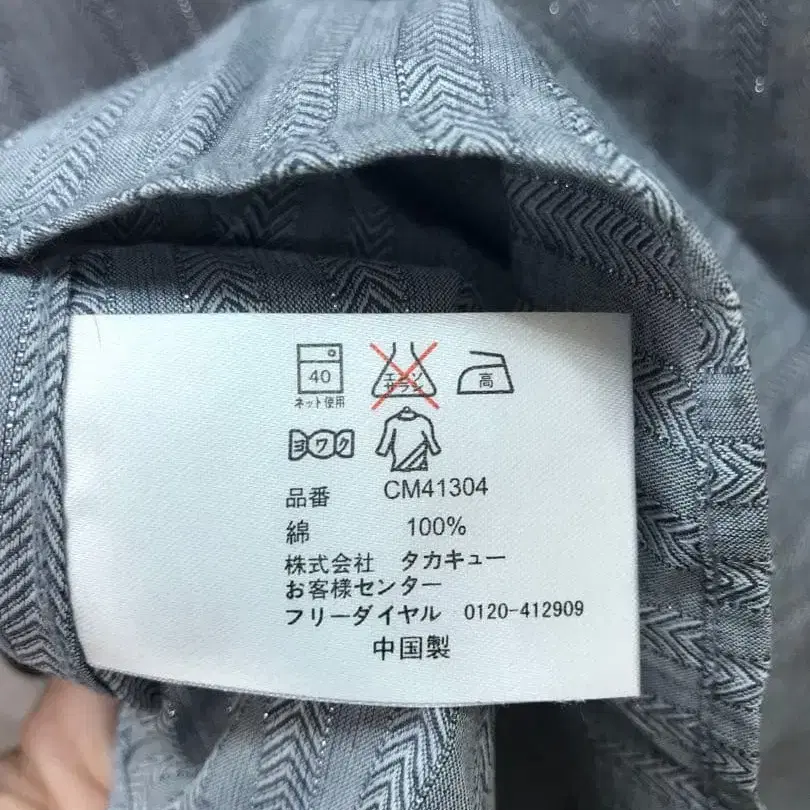 40
ネット使用
エンソ
サラシ
高
ヨワク
品番 CM41304
綿 100%
株式会社 タカキュー
お客様センター
フリーダイヤル 0120-412909
中国製